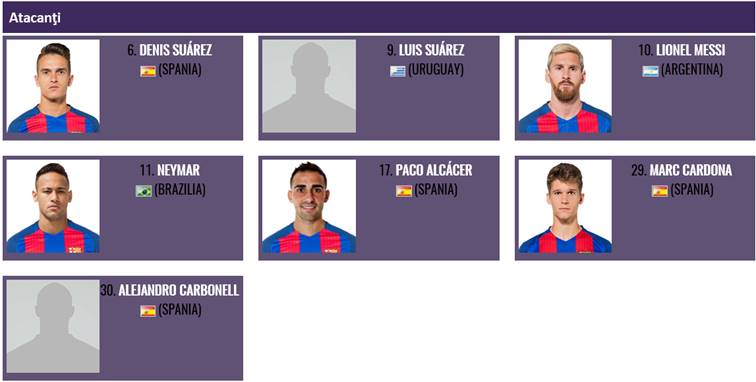 Atacanţi
6. DENIS SUÁREZ
(SPANIA)
9. LUIS SUÁREZ
(URUGUAY)
10. LIONEL MESSI
(ARGENTINA)
11. NEYMAR
(BRAZILIA)
17. PACO ALCÁCER
(SPANIA)
29. MARC CARDONA
(SPANIA)
30. ALEJANDRO CARBONELL
(SPANIA)